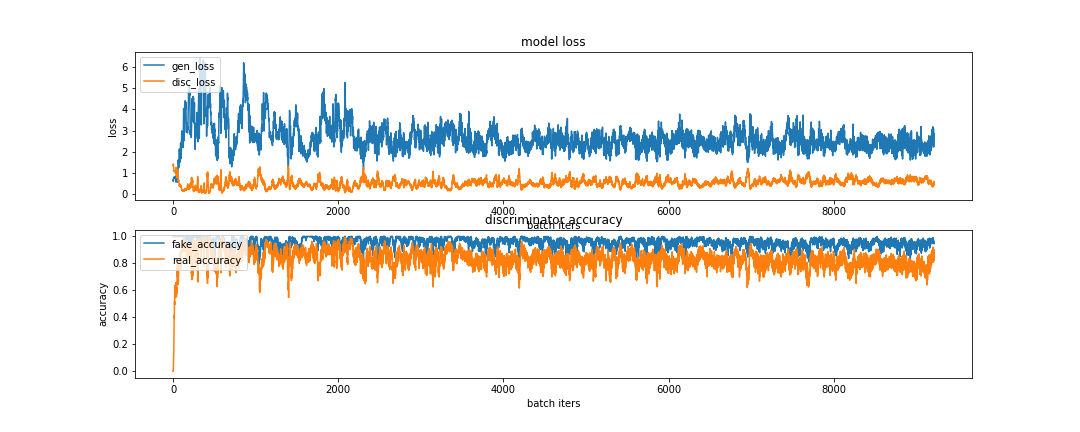 model loss
6
5
4
3
2
1
0
loss
gen_loss
disc_loss
0 2000 4000 6000 8000
batch iters
discriminator accuracy
1.0
0.8
0.6
0.4
0.2
0.0
accuracy
fake_accuracy
real_accuracy
0 2000 4000 6000 8000
batch iters